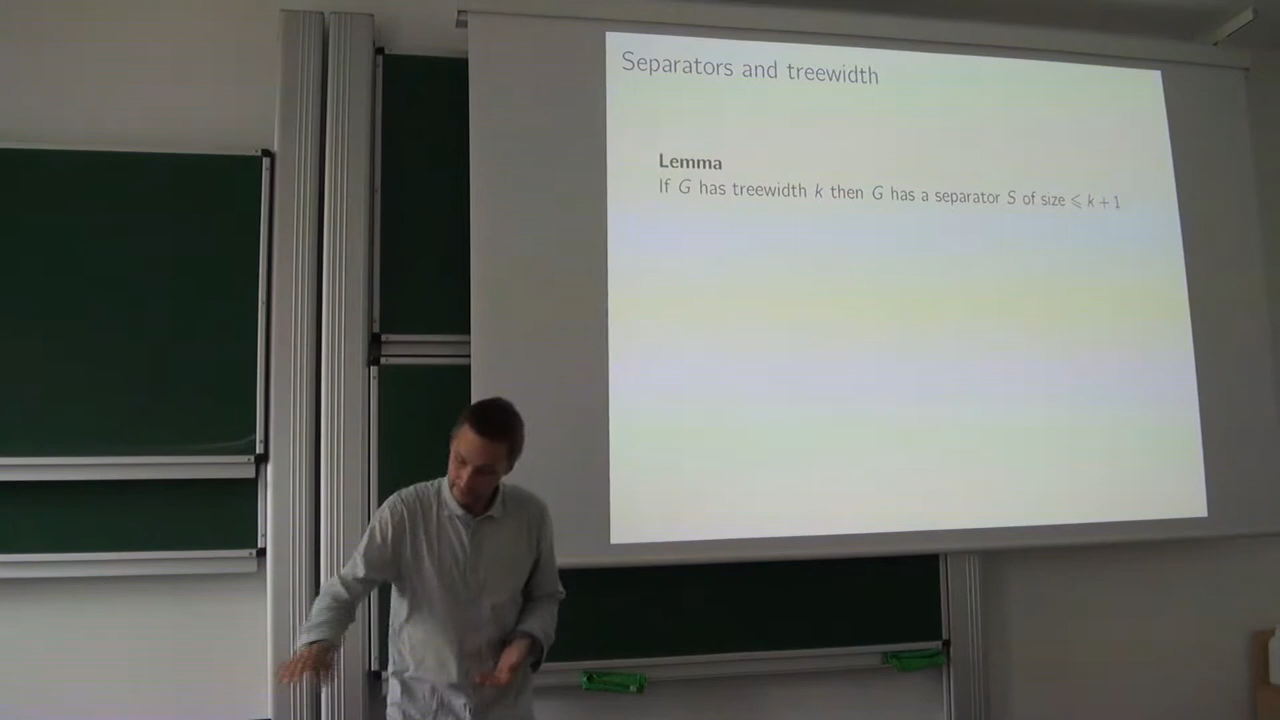 Separators and treewidth
Lemma
If G has treewidth k then G has a separator S of size ⩽ k + 1